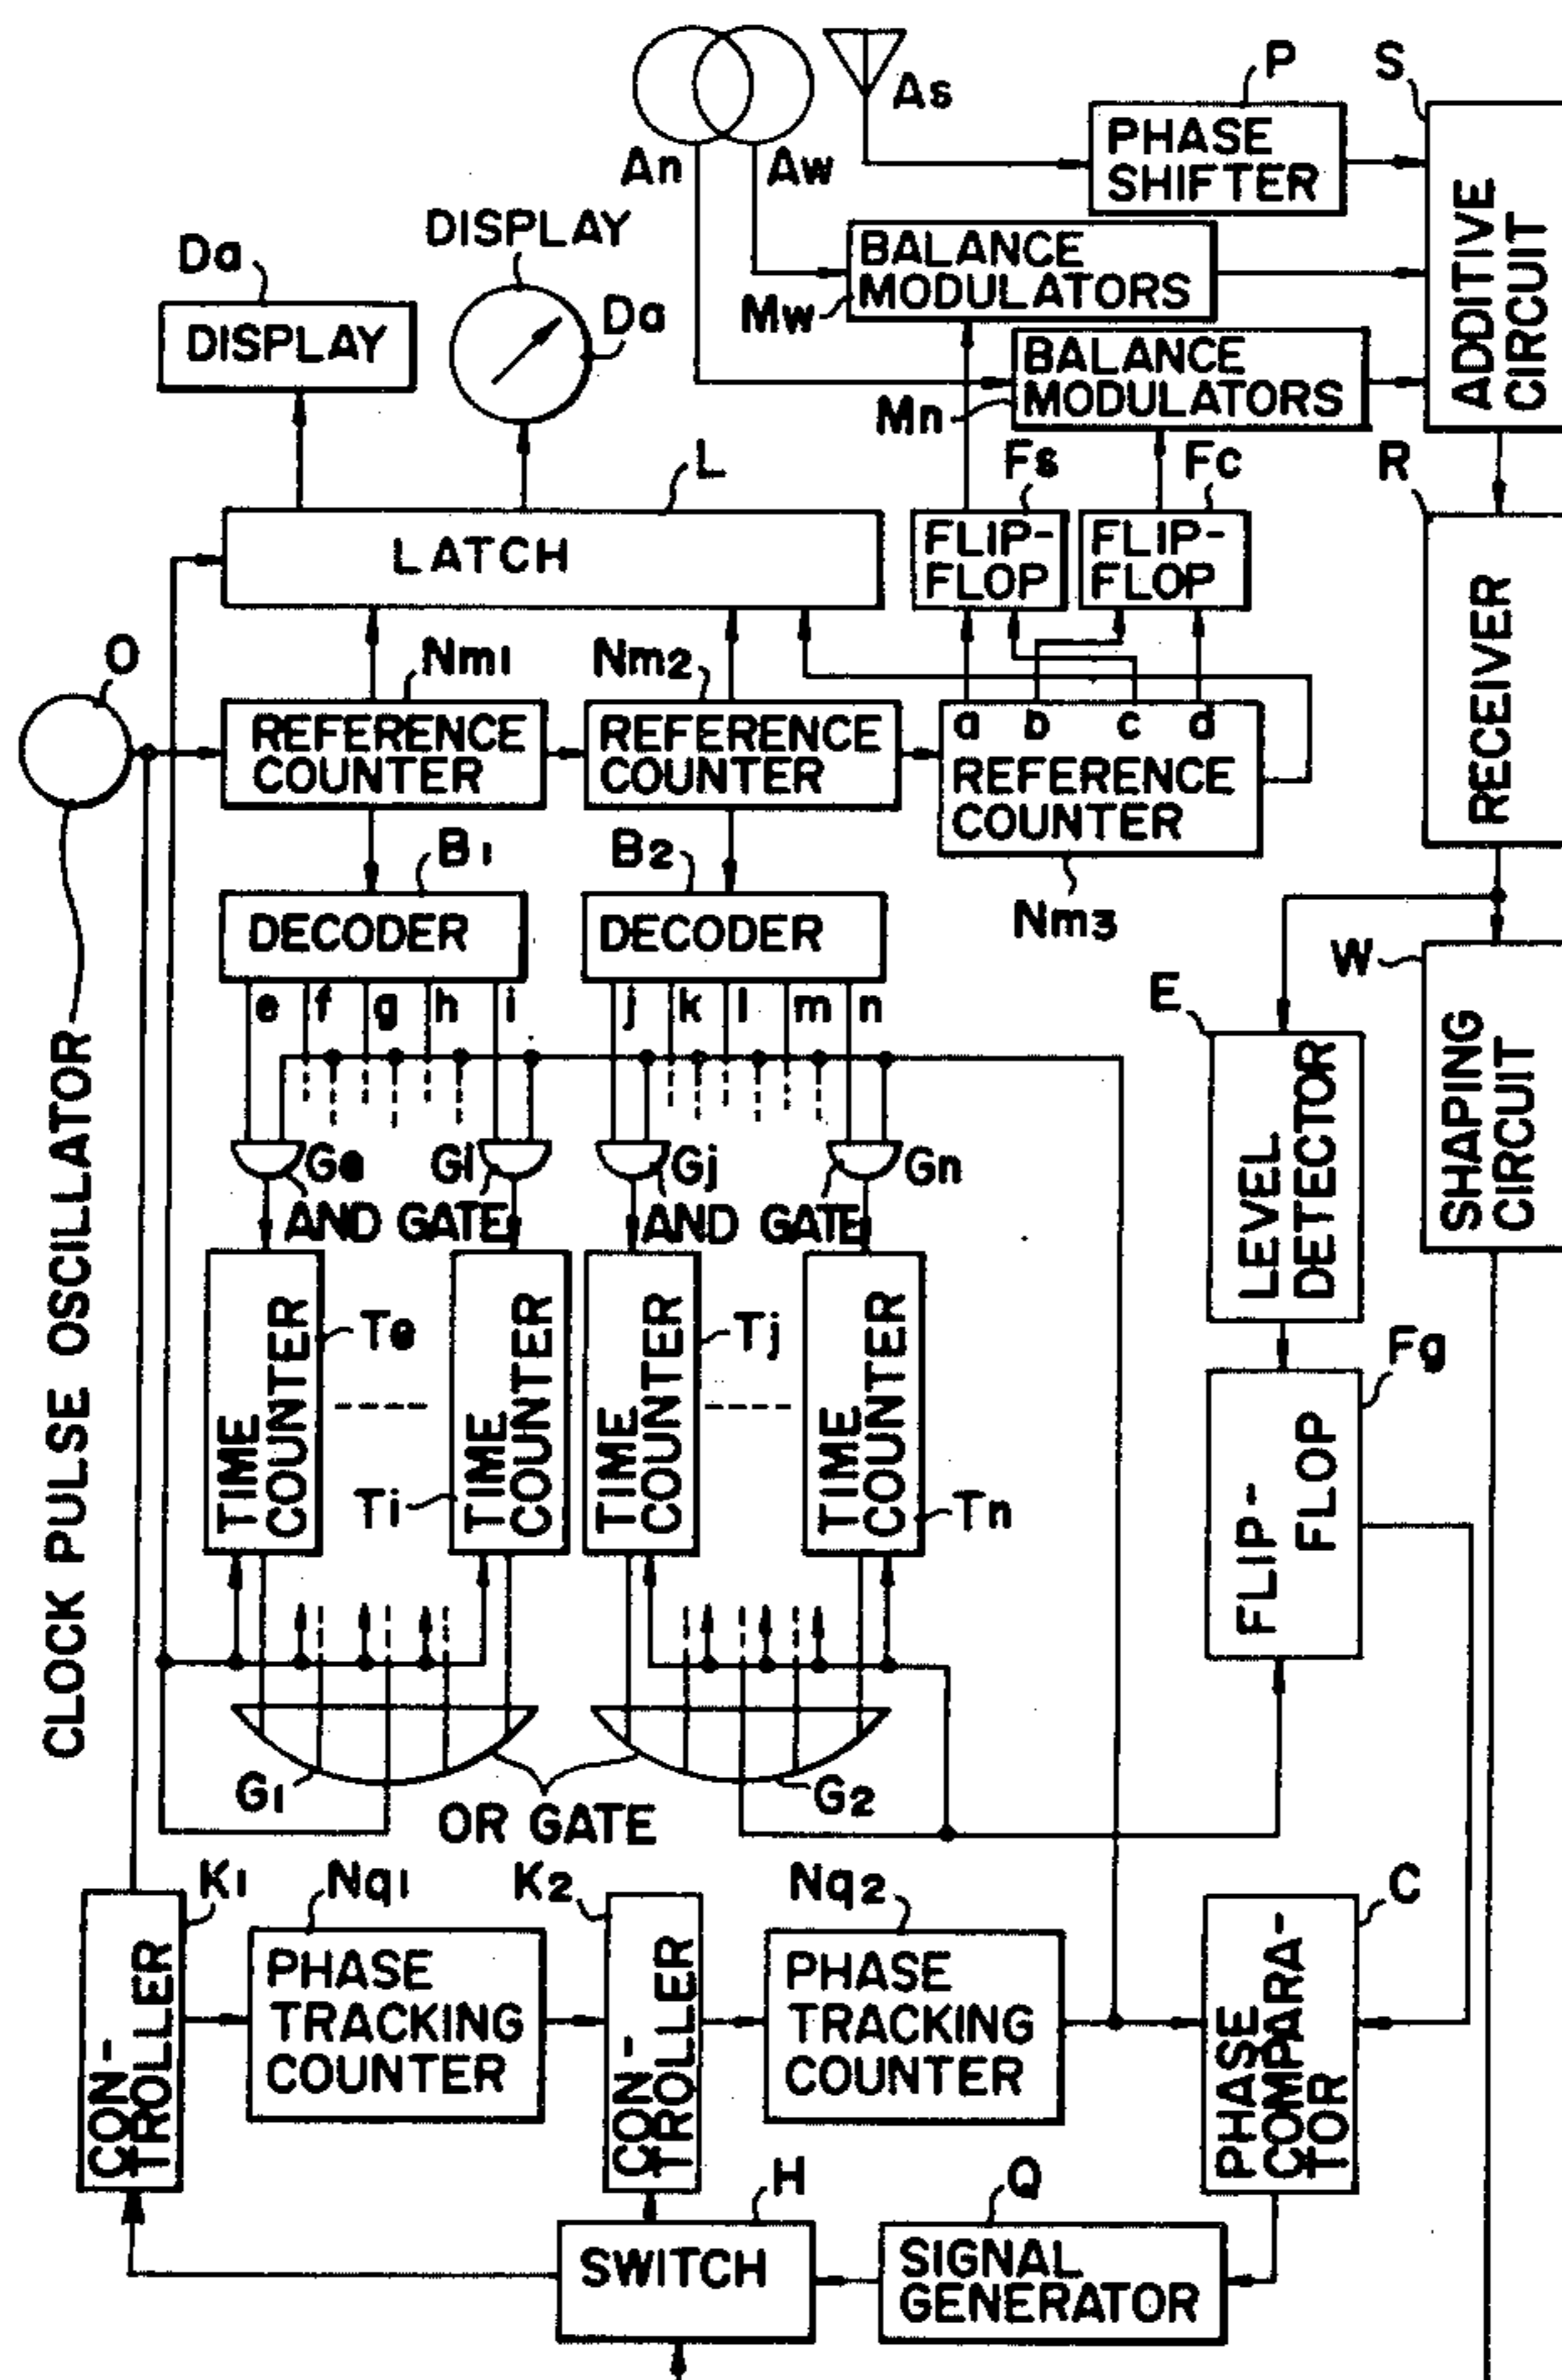 As
P
S
An
Aw
PHASE
SHIFTER
ADDITIVE
CIRCUIT
Da
DISPLAY
DISPLAY
Da
BALANCE
MODULATORS
Mw
BALANCE
MODULATORS
Mn
L
Fs
Fc
R
LATCH
FLIP-
FLOP
FLIP-
FLOP
RECEIVER
O
Nm1
Nm2
REFERENCE
COUNTER
REFERENCE
COUNTER
a b c d
REFERENCE
COUNTER
Nm3
B1
B2
DECODER
DECODER
W
E
e f g h i
j k l m n
SHAPING
CIRCUIT
LEVEL
DETECTOR
Ge
Gi
Gj
Gn
AND GATE
AND GATE
CLOCK PULSE OSCILLATOR
TIME
COUNTER
Te
TIME
COUNTER
Ti
TIME
COUNTER
Tj
TIME
COUNTER
Tn
Fg
FLIP-
FLOP
G1
OR GATE
G2
K1
Nq1
K2
Nq2
C
CON-
TROLLER
PHASE
TRACKING
COUNTER
CON-
TROLLER
PHASE
TRACKING
COUNTER
PHASE
COMPARA-
TOR
H
Q
SWITCH
SIGNAL
GENERATOR